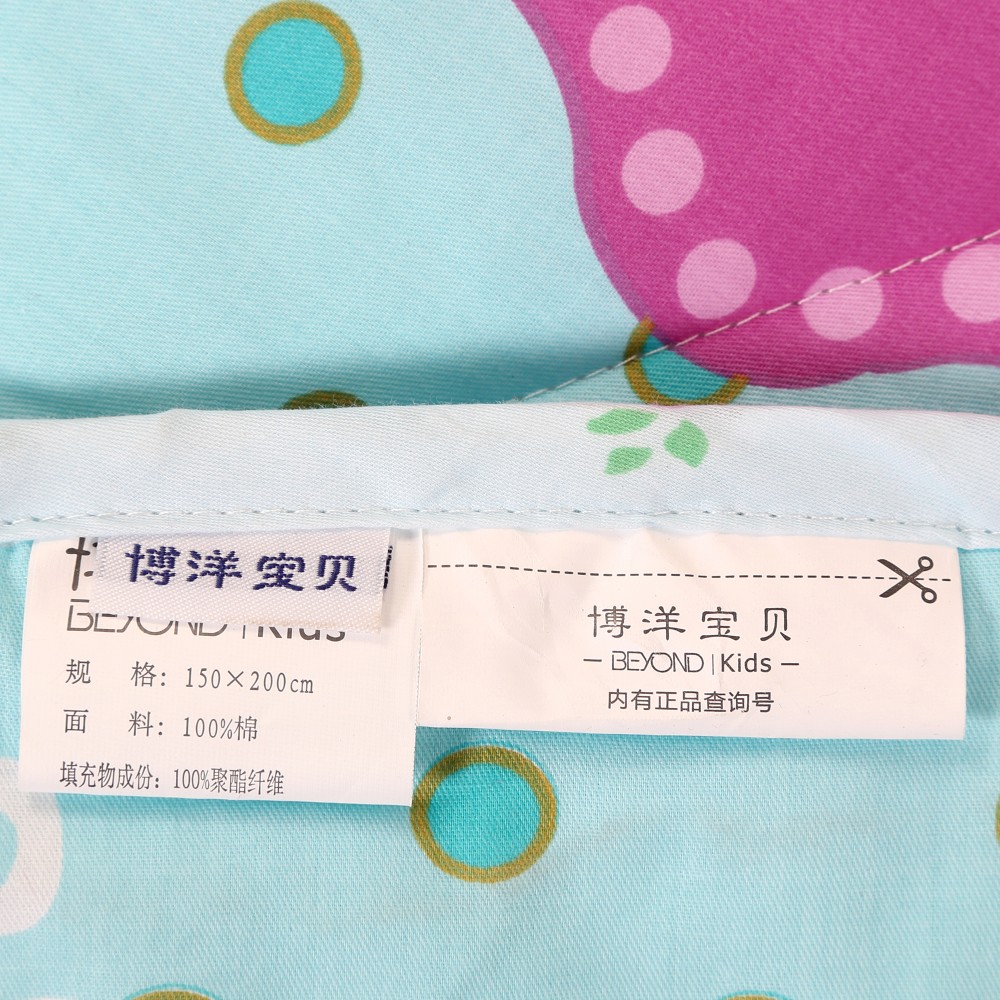 博洋宝贝
BEYOND | Kids
规 格: 150×200cm
面 料: 100%棉
填充物成份: 100%聚酯纤维
博洋宝贝
— BEYOND | Kids —
内有正品查询号